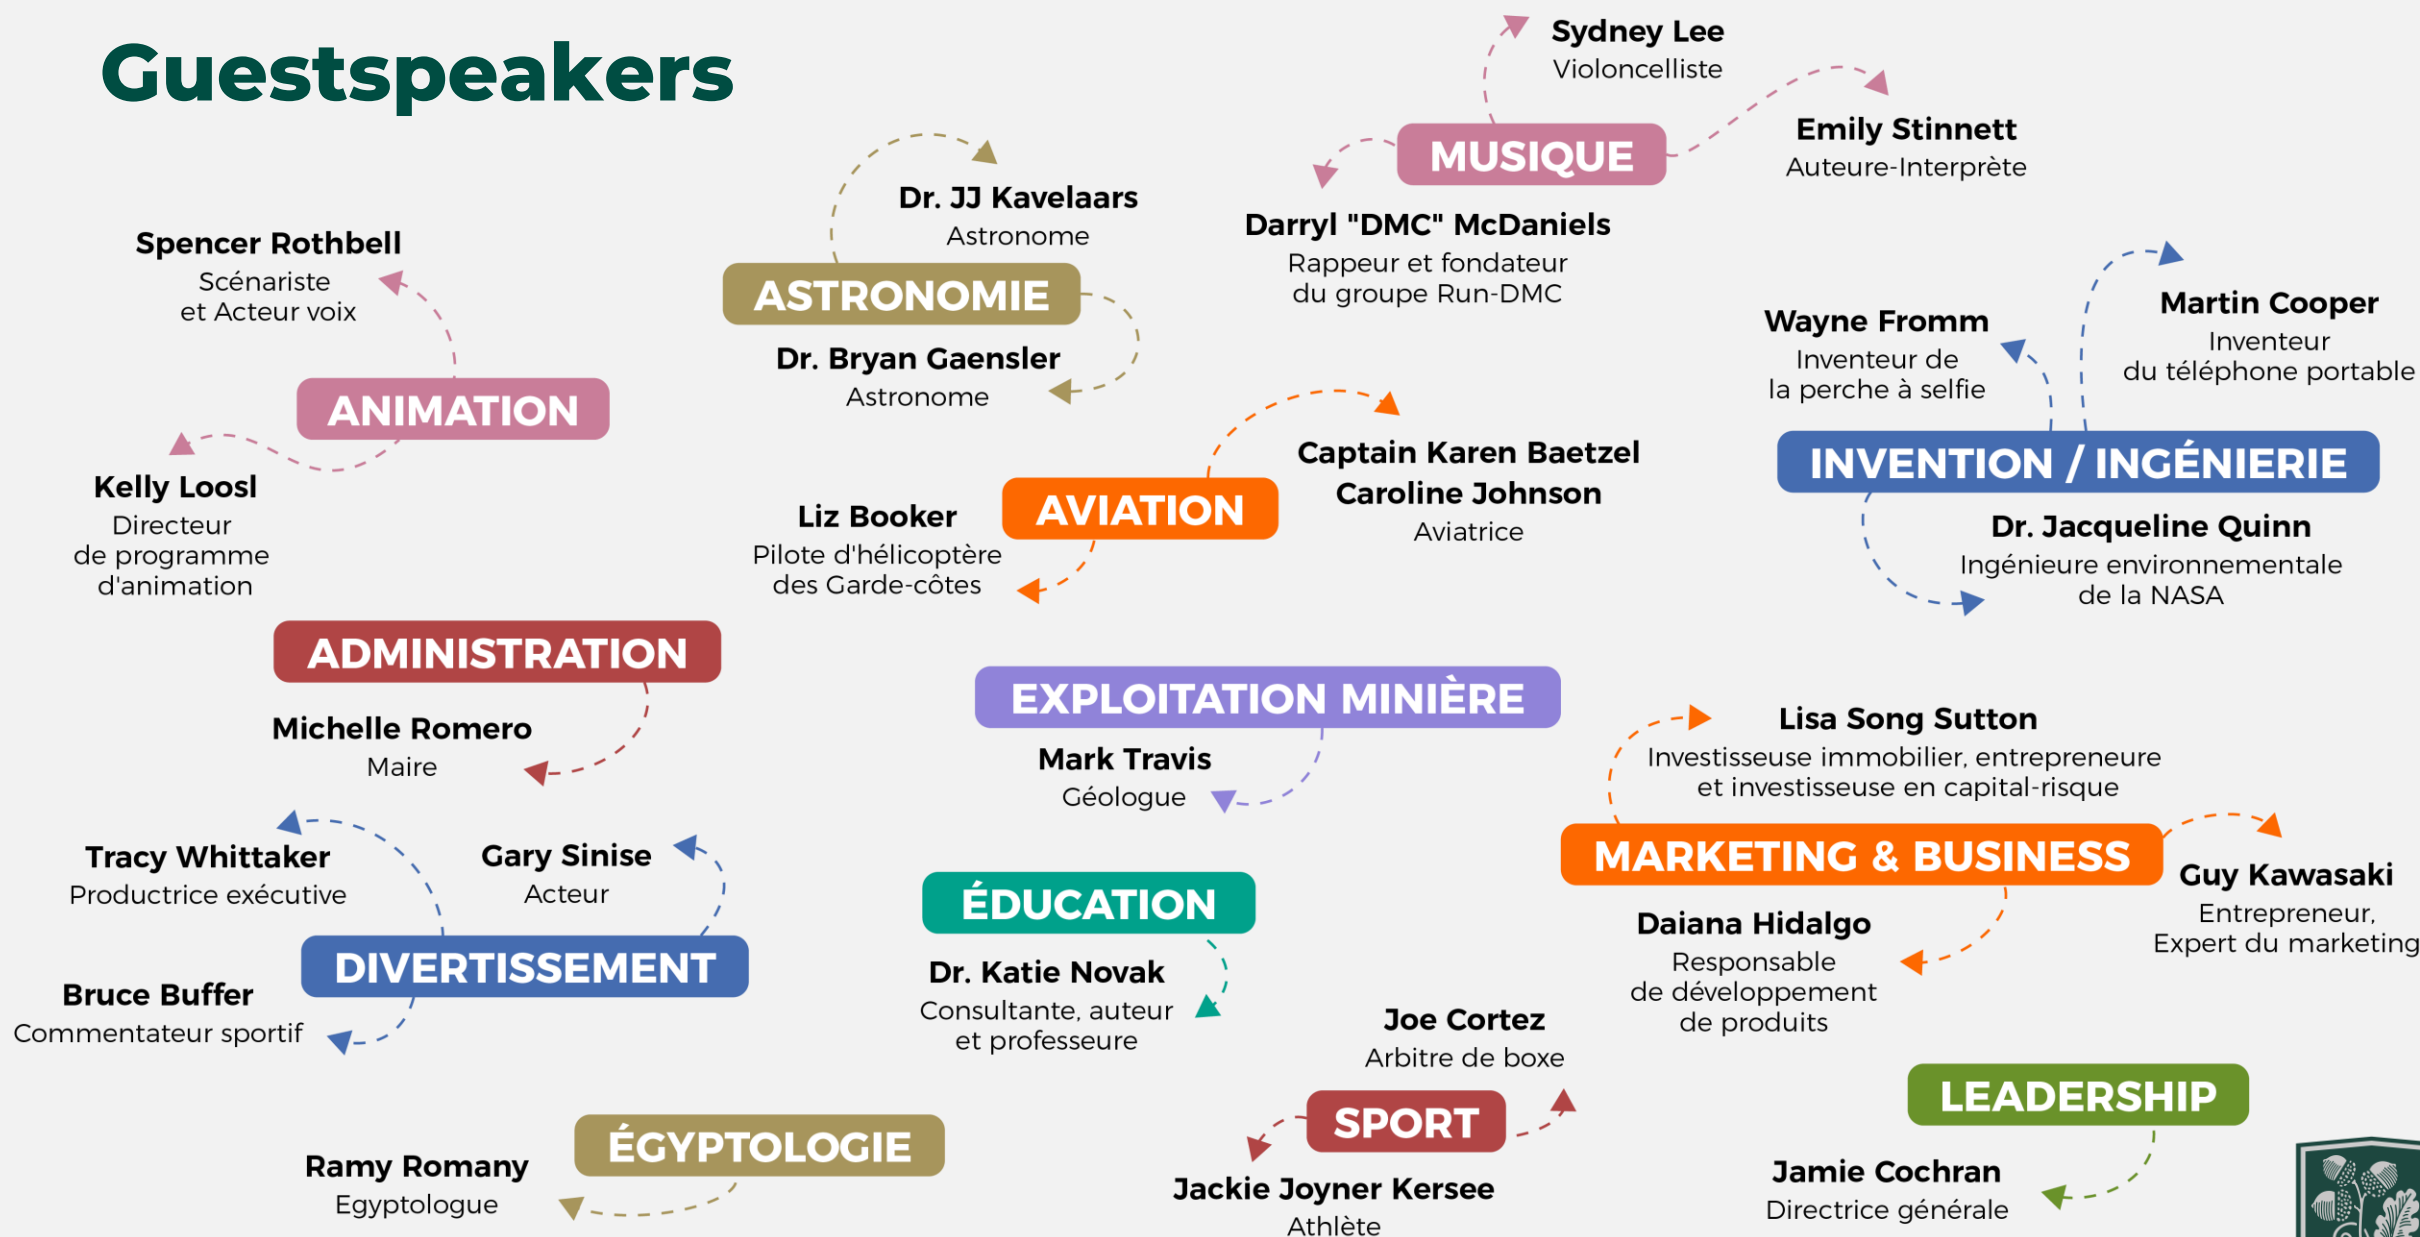 Guestspeakers
Sydney Lee
Violoncelliste
MUSIQUE
Emily Stinnett
Auteure-Interprète
Darryl "DMC" McDaniels
Rappeur et fondateur
du groupe Run-DMC
Dr. JJ Kavelaars
Astronome
ASTRONOMIE
Dr. Bryan Gaensler
Astronome
Spencer Rothbell
Scénariste
et Acteur voix
ANIMATION
Kelly Loosl
Directeur
de programme
d'animation
Martin Cooper
Inventeur
du téléphone portable
Wayne Fromm
Inventeur de
la perche à selfie
INVENTION / INGÉNIERIE
Dr. Jacqueline Quinn
Ingénieure environnementale
de la NASA
Captain Karen Baetzel
Caroline Johnson
Aviatrice
AVIATION
Liz Booker
Pilote d'hélicoptère
des Garde-côtes
ADMINISTRATION
Michelle Romero
Maire
EXPLOITATION MINIÈRE
Mark Travis
Géologue
Lisa Song Sutton
Investisseuse immobilier, entrepreneure
et investisseuse en capital-risque
MARKETING & BUSINESS
Guy Kawasaki
Entrepreneur,
Expert du marketing
Daiana Hidalgo
Responsable
de développement
de produits
Tracy Whittaker
Productrice exécutive
Gary Sinise
Acteur
DIVERTISSEMENT
Bruce Buffer
Commentateur sportif
ÉDUCATION
Dr. Katie Novak
Consultante, auteur
et professeure
Joe Cortez
Arbitre de boxe
SPORT
Jackie Joyner Kersee
Athlète
LEADERSHIP
Jamie Cochran
Directrice générale
ÉGYPTOLOGIE
Ramy Romany
Egyptologue